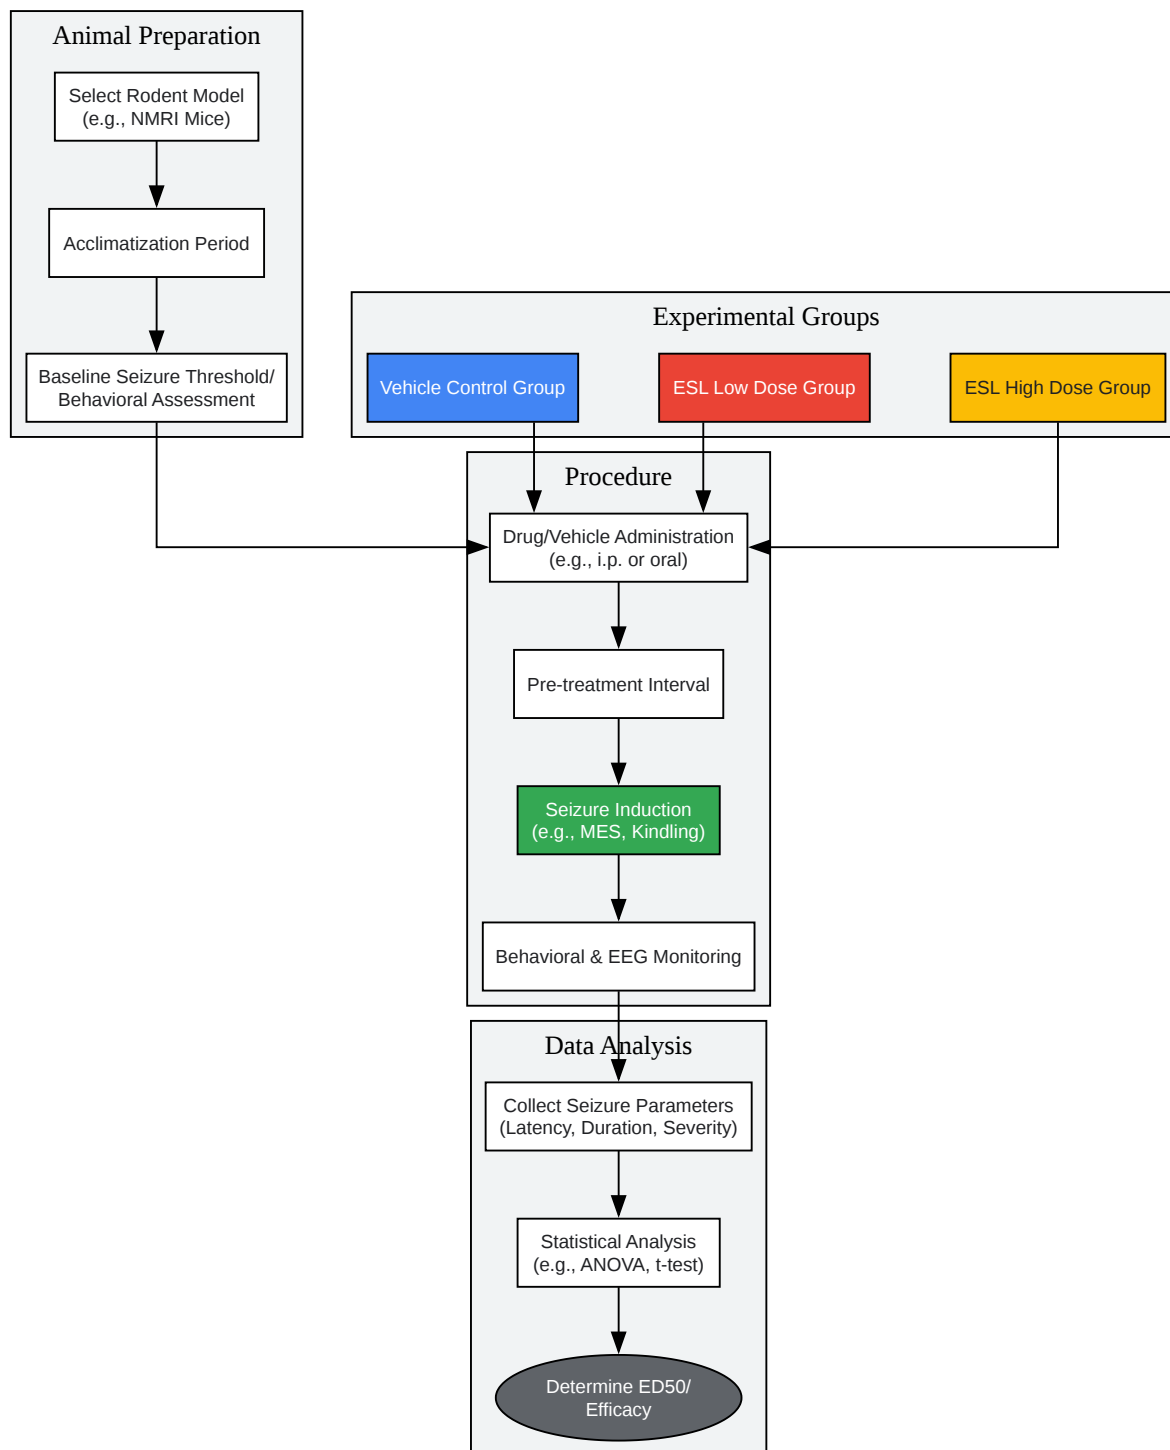 Animal Preparation
Select Rodent Model
(e.g., NMRI Mice)
Acclimatization Period
Baseline Seizure Threshold/
Behavioral Assessment
Experimental Groups
Vehicle Control Group
ESL Low Dose Group
ESL High Dose Group
Procedure
Drug/Vehicle Administration
(e.g., i.p. or oral)
Pre-treatment Interval
Seizure Induction
(e.g., MES, Kindling)
Behavioral & EEG Monitoring
Data Analysis
Collect Seizure Parameters
(Latency, Duration, Severity)
Statistical Analysis
(e.g., ANOVA, t-test)
Determine ED50/
Efficacy